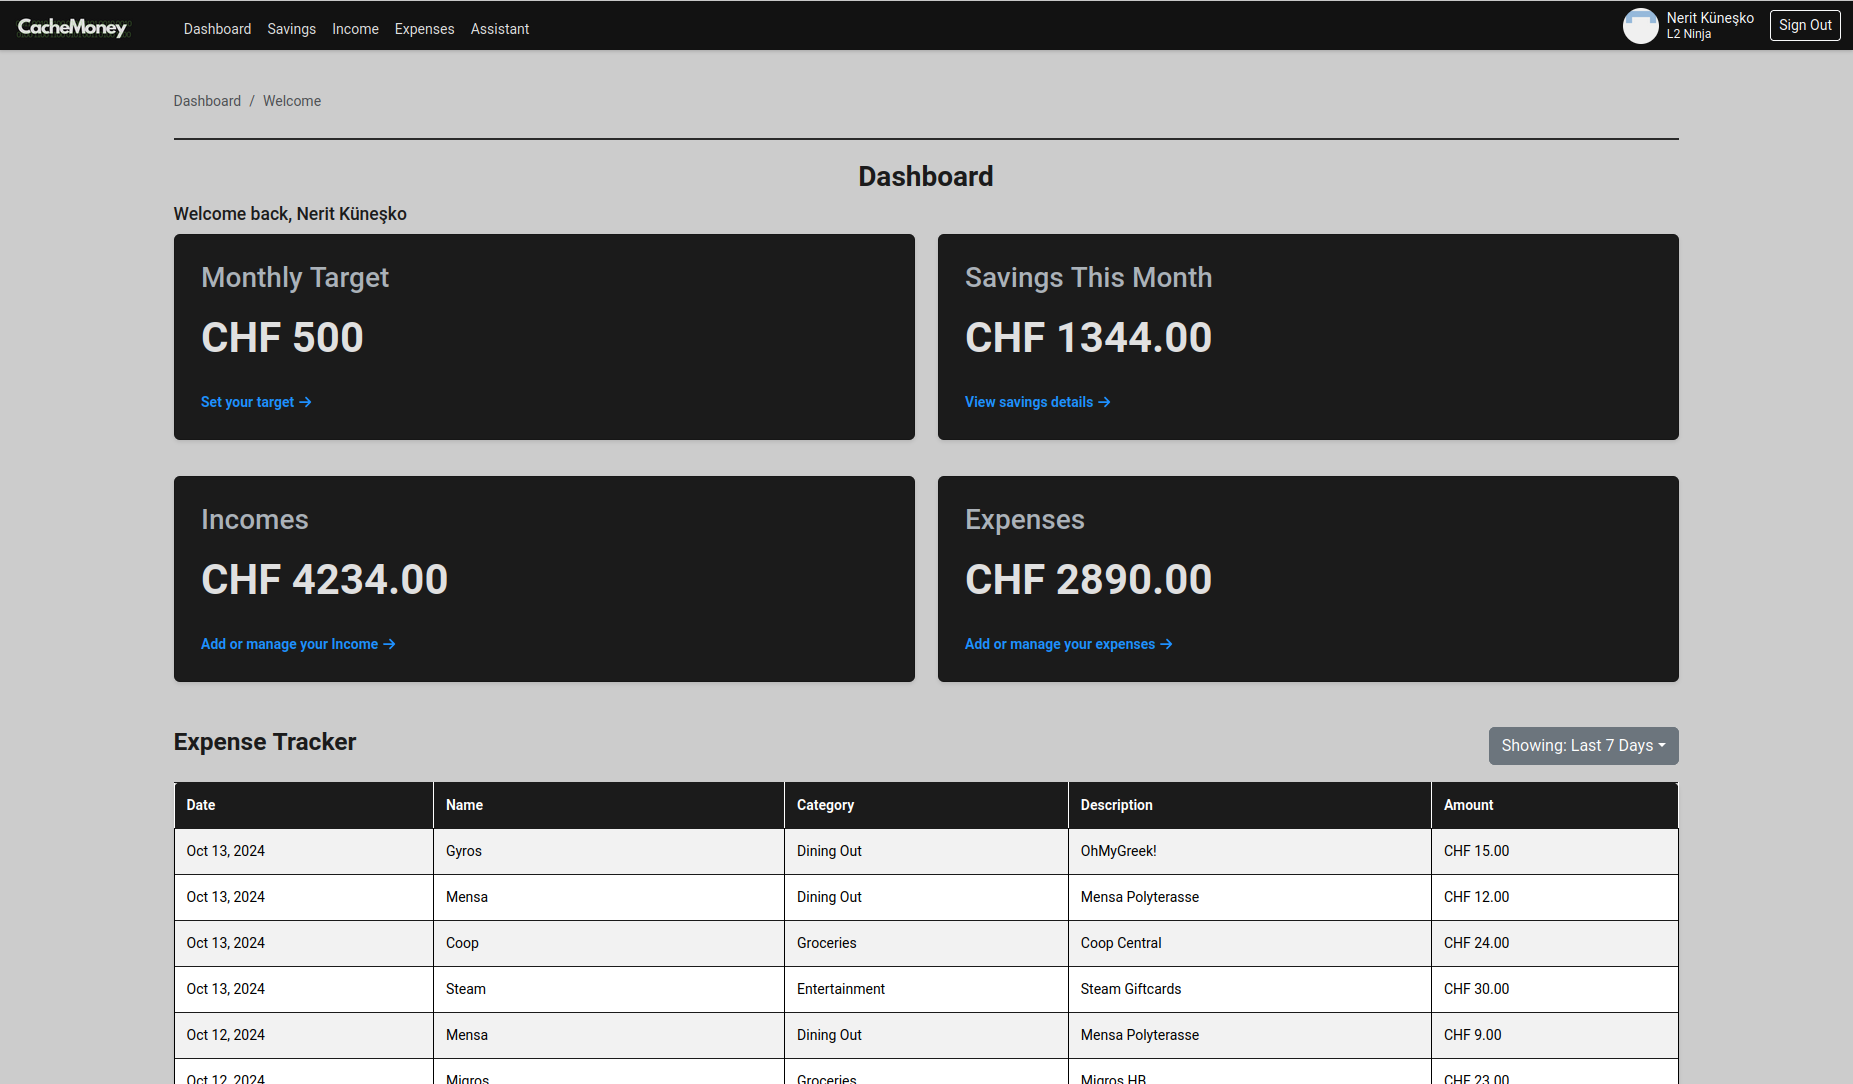 CacheMoney
Dashboard Savings Income Expenses Assistant
Nerit Küneşko
L2 Ninja
Sign Out
Dashboard / Welcome
Dashboard
Welcome back, Nerit Küneşko
Monthly Target
CHF 500
Set your target →
Savings This Month
CHF 1344.00
View savings details →
Incomes
CHF 4234.00
Add or manage your Income →
Expenses
CHF 2890.00
Add or manage your expenses →
Expense Tracker
Showing: Last 7 Days
Date Name Category Description Amount
Oct 13, 2024 Gyros Dining Out OhMyGreek! CHF 15.00
Oct 13, 2024 Mensa Dining Out Mensa Polyterasse CHF 12.00
Oct 13, 2024 Coop Groceries Coop Central CHF 24.00
Oct 13, 2024 Steam Entertainment Steam Giftcards CHF 30.00
Oct 12, 2024 Mensa Dining Out Mensa Polyterasse CHF 9.00
Oct 12, 2024 Migros Groceries Migros HB CHF 23.00